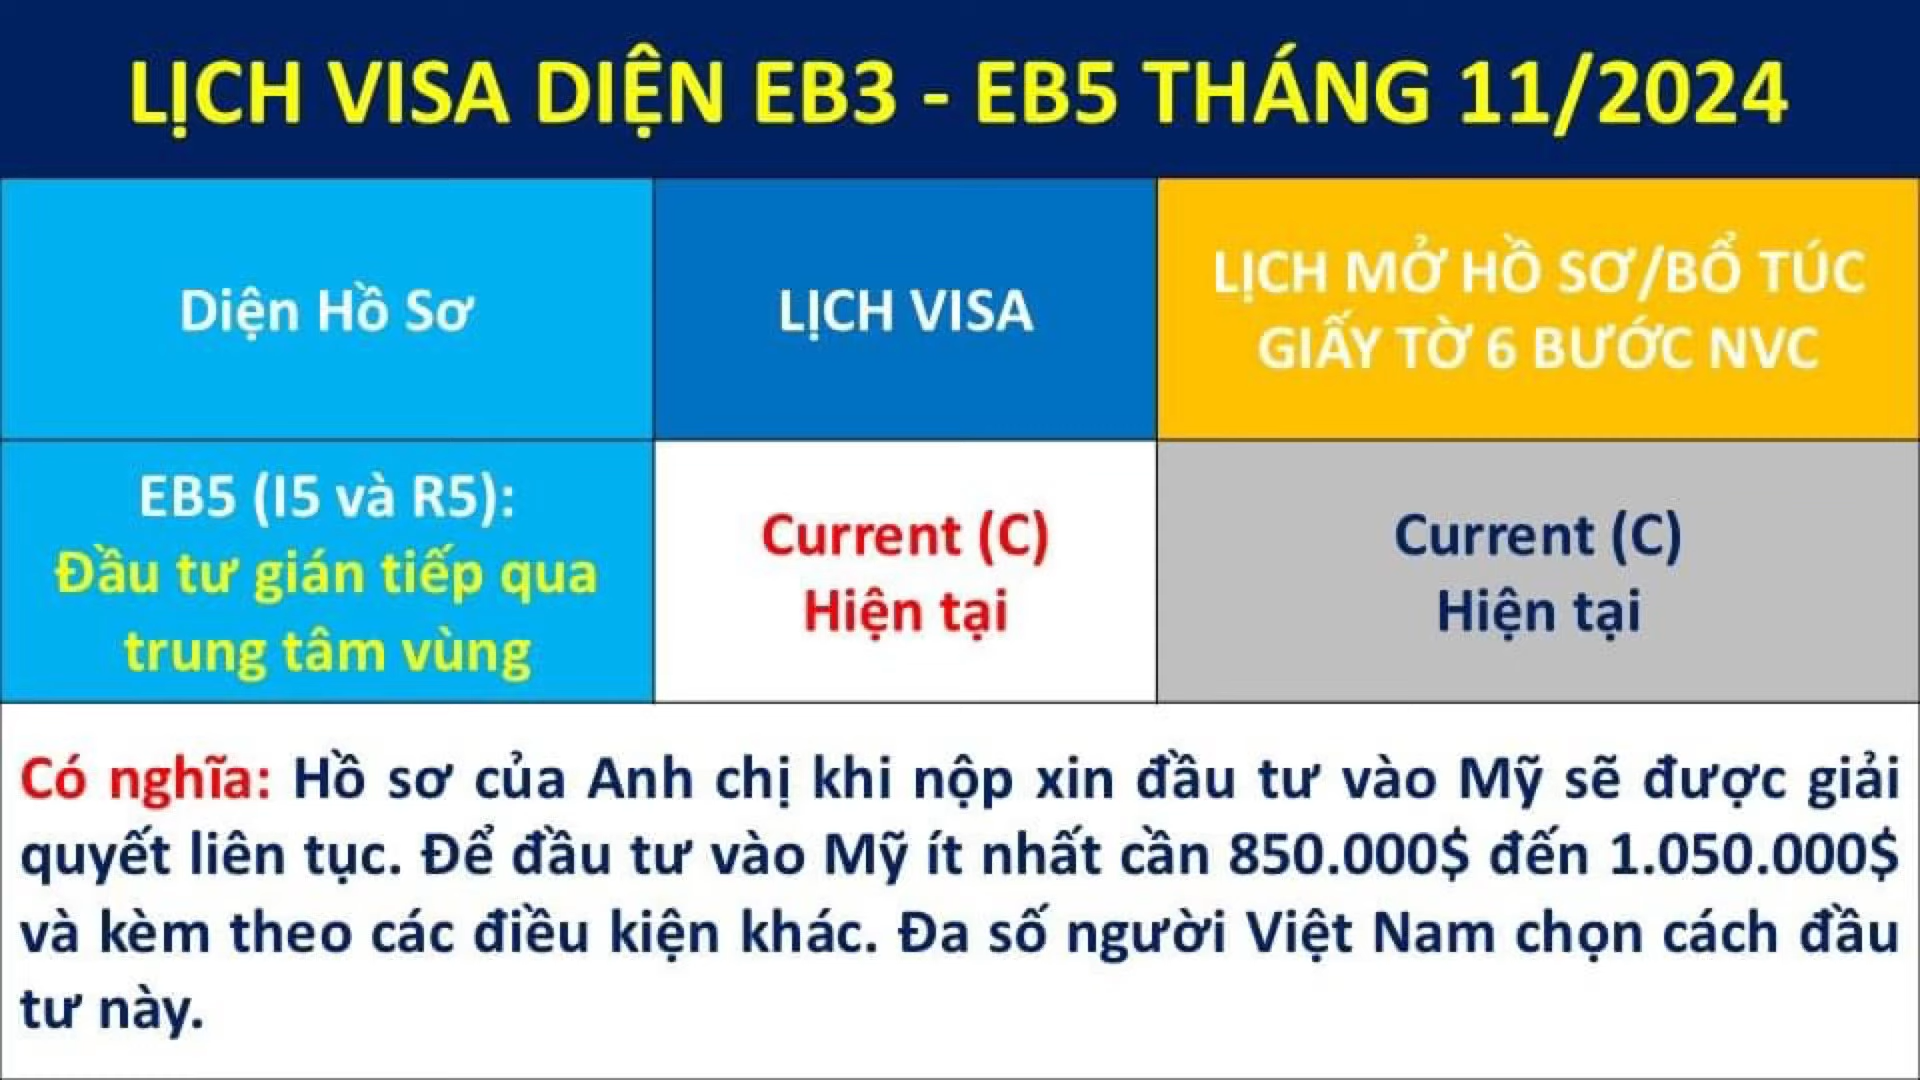 LỊCH VISA DIỆN EB3 - EB5 THÁNG 11/2024
Diện Hồ Sơ
LỊCH VISA
LỊCH MỞ HỒ SƠ/BỔ TÚC
GIẤY TỜ 6 BƯỚC NVC
EB5 (I5 và R5):
Đầu tư gián tiếp qua
trung tâm vùng
Current (C)
Hiện tại
Current (C)
Hiện tại
Có nghĩa: Hồ sơ của Anh chị khi nộp xin đầu tư vào Mỹ sẽ được giải
quyết liên tục. Để đầu tư vào Mỹ ít nhất cần 850.000$ đến 1.050.000$
và kèm theo các điều kiện khác. Đa số người Việt Nam chọn cách đầu
tư này.